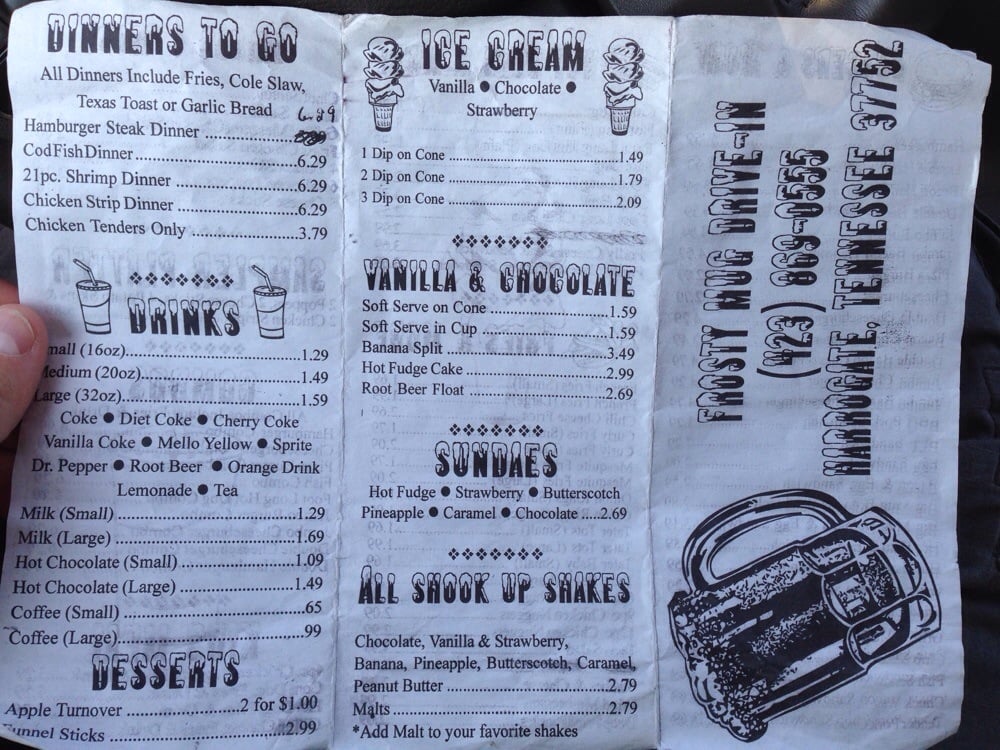 DINNERS TO GO
All Dinners Include Fries, Cole Slaw,
Texas Toast or Garlic Bread
6.89
Hamburger Steak Dinner
Cod Fish Dinner 6.29
21pc. Shrimp Dinner 6.29
Chicken Strip Dinner 6.29
Chicken Tenders Only 3.79
DRINKS
mall (16oz) 1.29
Medium (20oz) 1.49
Large (32oz) 1.59
Coke ● Diet Coke ● Cherry Coke
Vanilla Coke ● Mello Yellow ● Sprite
Dr. Pepper ● Root Beer ● Orange Drink
Lemonade ● Tea
Milk (Small) 1.29
Milk (Large) 1.69
Hot Chocolate (Small) 1.09
Hot Chocolate (Large) 1.49
Coffee (Small) .65
Coffee (Large) .99
DESSERTS
Apple Turnover 2 for $1.00
Funnel Sticks 2.99
ICE CREAM
Vanilla ● Chocolate ●
Strawberry
1 Dip on Cone 1.49
2 Dip on Cone 1.79
3 Dip on Cone 2.09
VANILLA & CHOCOLATE
Soft Serve on Cone 1.59
Soft Serve in Cup 1.59
Banana Split 3.49
Hot Fudge Cake 2.99
Root Beer Float 2.69
SUNDAES
Hot Fudge ● Strawberry ● Butterscotch
Pineapple ● Caramel ● Chocolate 2.69
ALL SHOOK UP SHAKES
Chocolate, Vanilla & Strawberry,
Banana, Pineapple, Butterscotch, Caramel,
Peanut Butter 2.79
Malts 2.79
*Add Malt to your favorite shakes
FROSTY MUG DRIVE-IN
(423) 869-0555
HARROGATE, TENNESSEE 37752